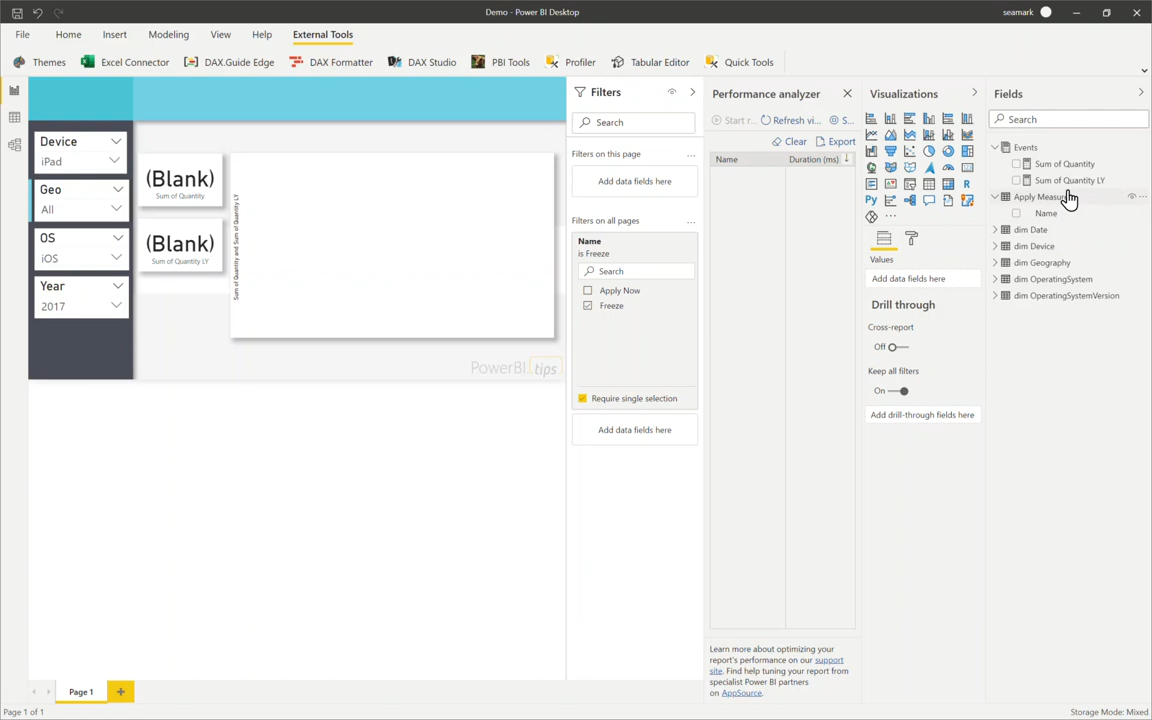 Demo - Power BI Desktop
seamark
File Home Insert Modeling View Help External Tools
Themes Excel Connector DAX.Guide Edge DAX Formatter DAX Studio PBI Tools Profiler Tabular Editor Quick Tools
Device
iPad
Geo
All
OS
iOS
Year
2017
(Blank)
Sum of Quantity
(Blank)
Sum of Quantity LY
Sum of Quantity and Sum of Quantity LY
PowerBI.tips
Filters
Search
Filters on this page ...
Add data fields here
Filters on all pages ...
Name
is Freeze
Search
Apply Now
Freeze
Require single selection
Add data fields here
Performance analyzer
Start r... Refresh vi... S...
Clear Export
Name Duration (ms)
Learn more about optimizing your
report's performance on our support
site. Find help tuning your report from
specialist Power BI partners
on AppSource.
Visualizations
R
Py
...
Values
Add data fields here
Drill through
Cross-report
Off
Keep all filters
On
Add drill-through fields here
Fields
Search
Events
Sum of Quantity
Sum of Quantity LY
Name
dim Date
dim Device
dim Geography
dim OperatingSystem
dim OperatingSystemVersion
Page 1
Page 1 of 1
Storage Mode: Mixed